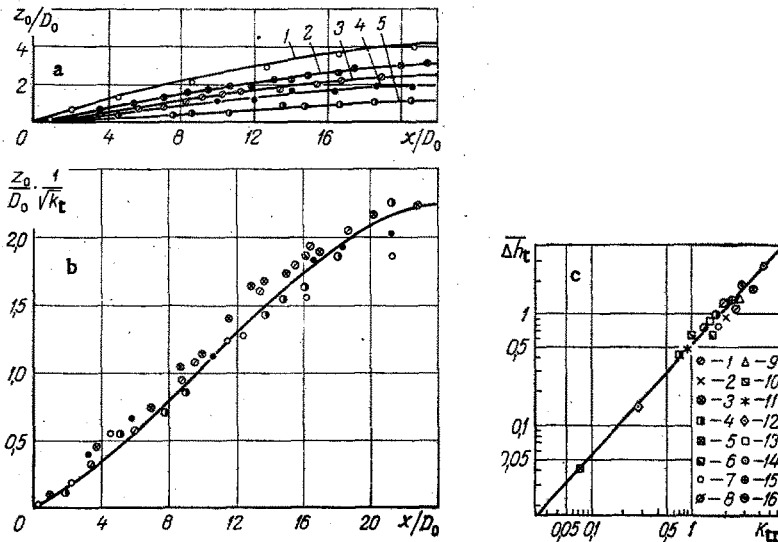 z₀/D₀
4
2
0
a
1 2 3 4 5
4 8 12 16 x/D₀
z₀/D₀ · 1/√kₜ
2,0
1,5
1,0
0,5
0
b
4 8 12 16 20 x/D₀
Δhₜ
1
0,5
0,1
0,05
c
1 9
2 10
3 11
4 12
5 13
6 14
7 15
8 16
0,05 0,1 0,5 1